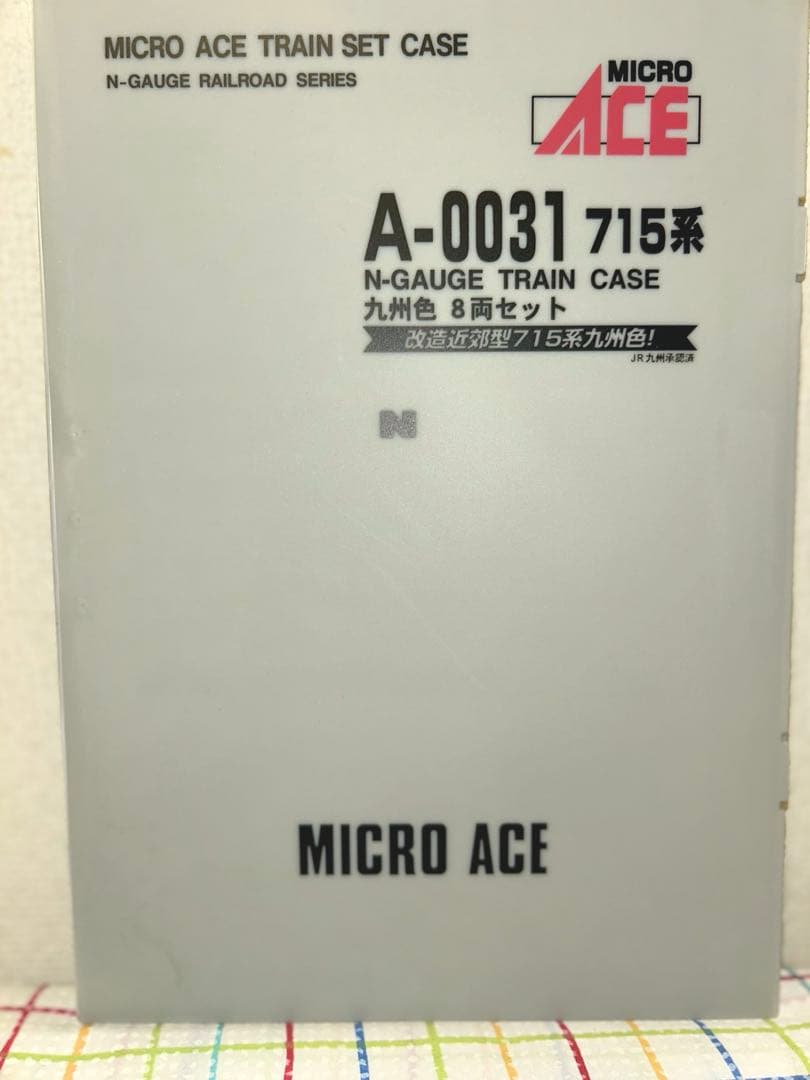 MICRO ACE TRAIN SET CASE
N-GAUGE RAILROAD SERIES
MICRO
ACE
A-0031 715系
N-GAUGE TRAIN CASE
九州色 8両セット
改造近郊型715系九州色!
JR九州承認済
N
MICRO ACE